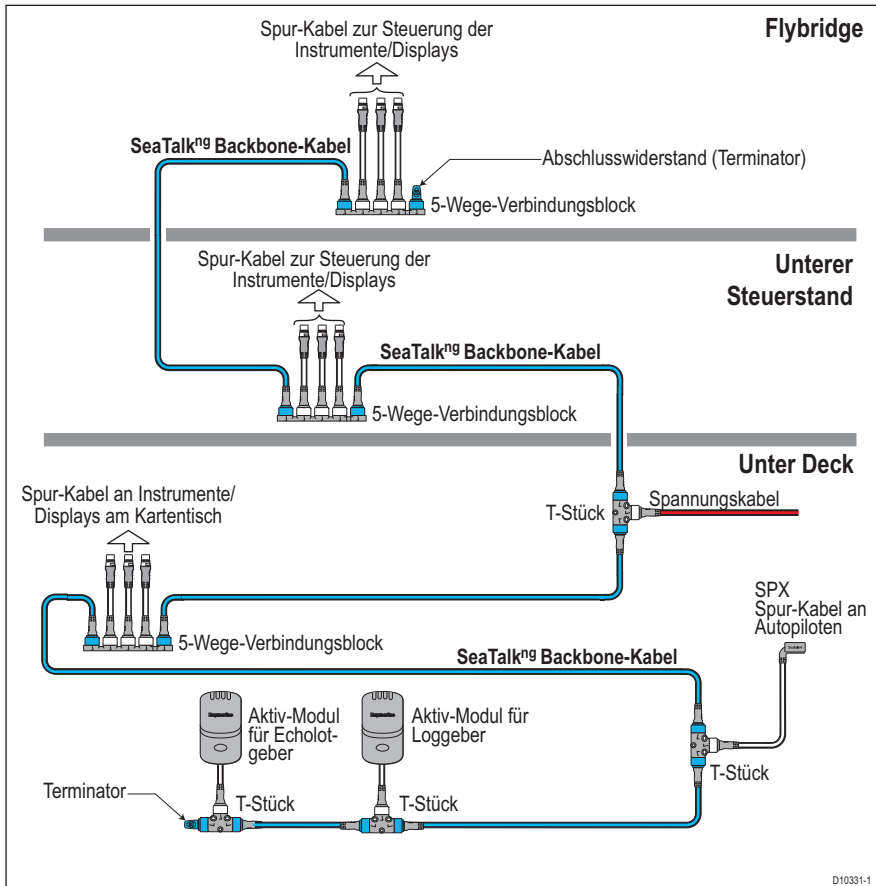 Flybridge
Spur-Kabel zur Steuerung der
Instrumente/Displays
SeaTalkng Backbone-Kabel
Abschlusswiderstand (Terminator)
5-Wege-Verbindungsblock
Unterer
Steuerstand
Spur-Kabel zur Steuerung der
Instrumente/Displays
SeaTalkng Backbone-Kabel
5-Wege-Verbindungsblock
Unter Deck
Spur-Kabel an Instrumente/
Displays am Kartentisch
T-Stück
Spannungskabel
SPX
Spur-Kabel an
Autopiloten
5-Wege-Verbindungsblock
SeaTalkng Backbone-Kabel
Raymarine
Aktiv-Modul
für Echolot-
geber
Raymarine
Aktiv-Modul für
Loggeber
T-Stück
Terminator
T-Stück
T-Stück
D10331-1